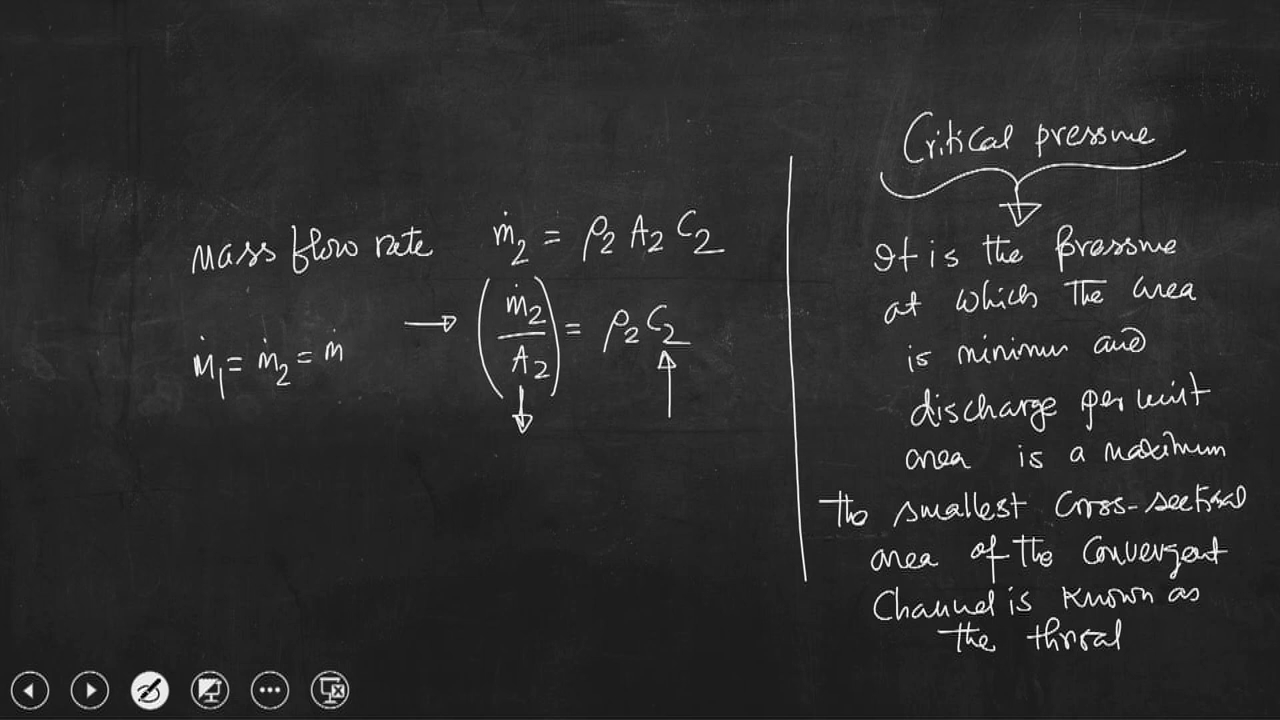 mass flow rate ṁ₂ = ρ₂ A₂ C₂
ṁ₁ = ṁ₂ = ṁ
→ (ṁ₂ / A₂) = ρ₂ C₂
Critical pressure
It is the pressure
at which the area
is minimum and
discharge per unit
area is a maximum
The smallest cross-sectional
area of the convergent
channel is known as
the throat